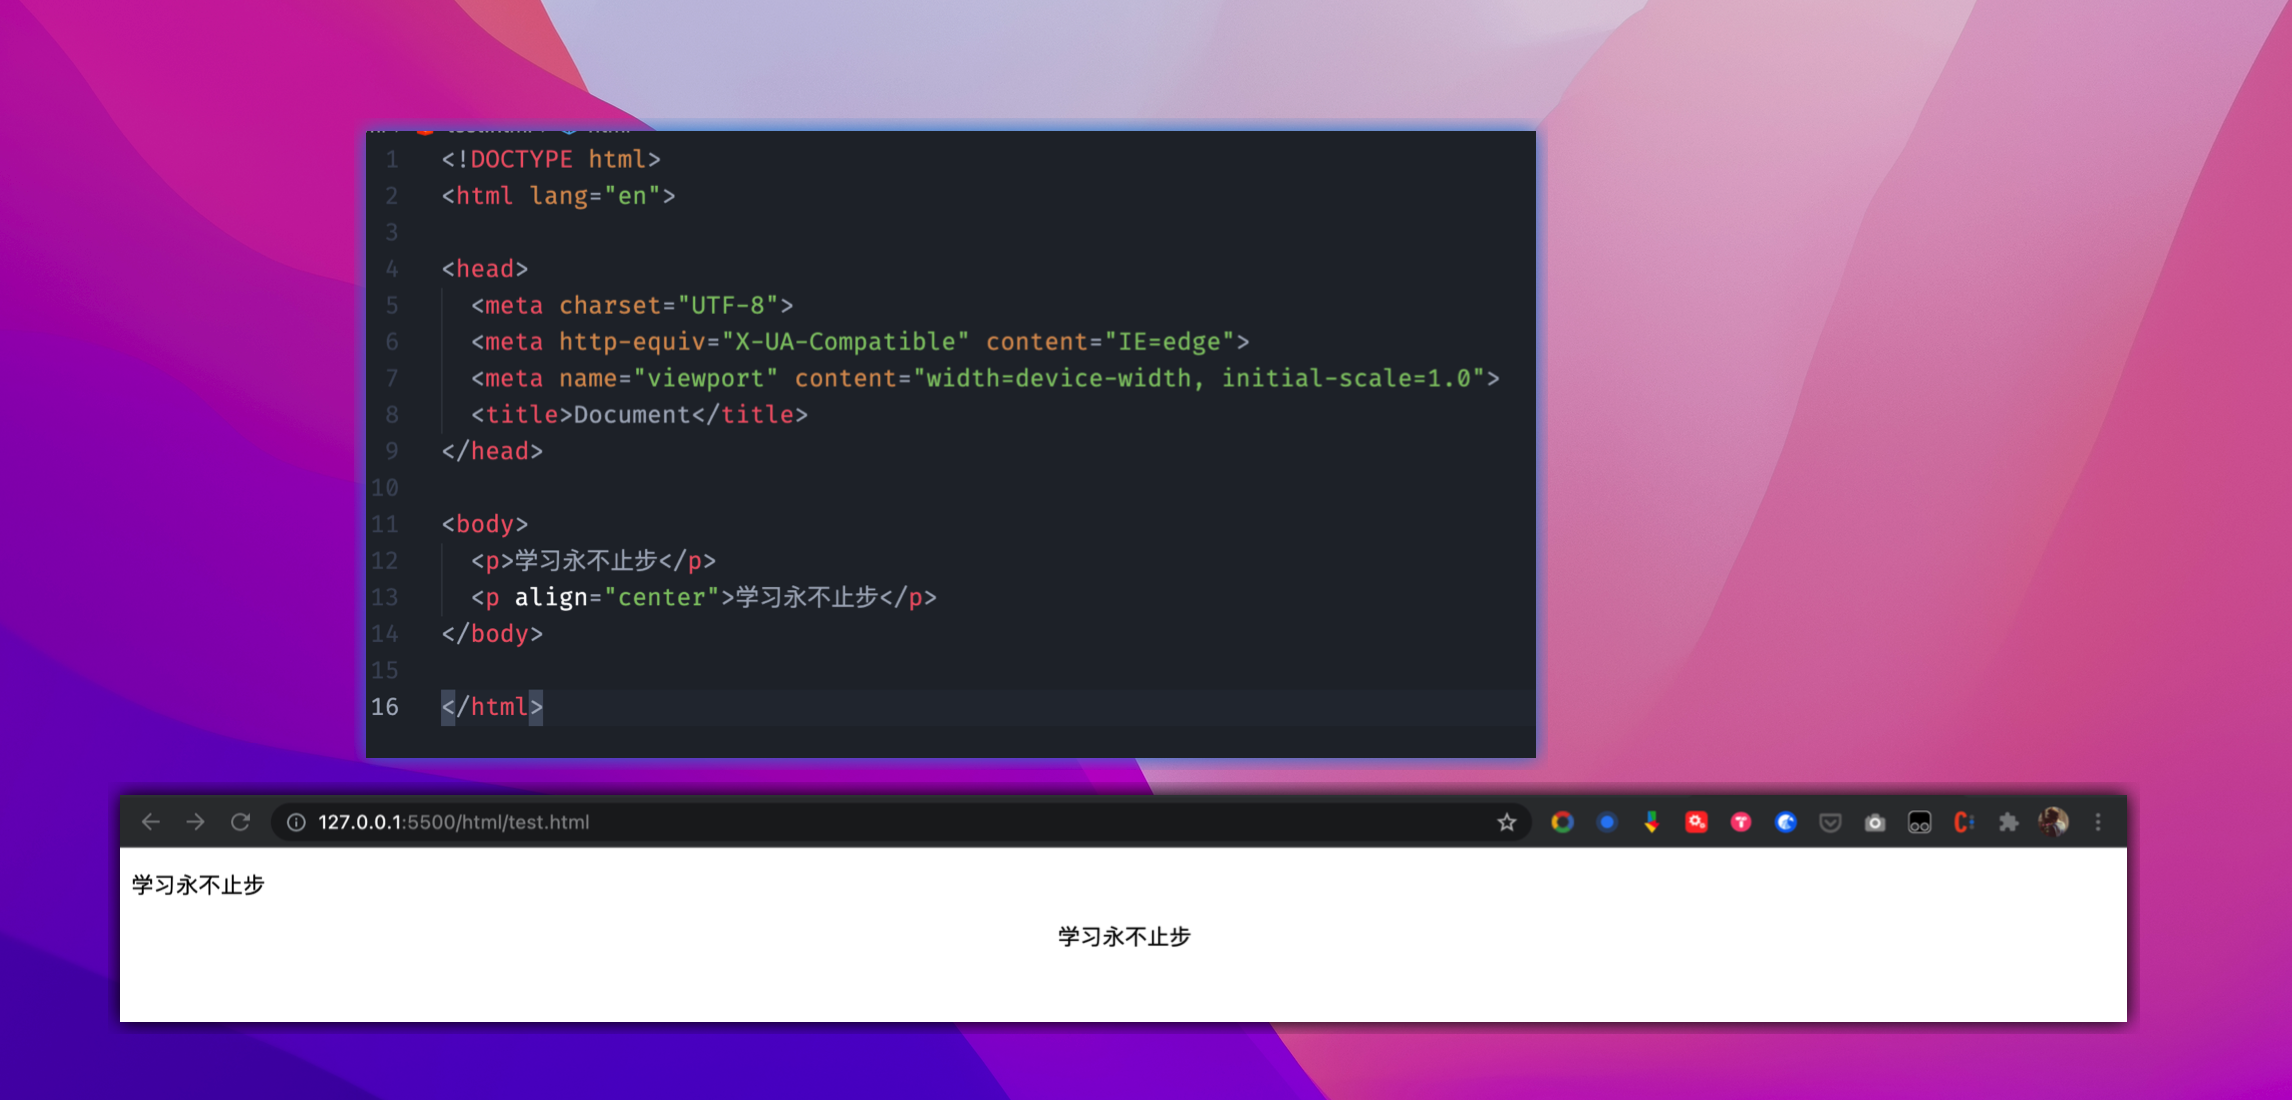 1 <!DOCTYPE html>
2 <html lang="en">
3
4 <head>
5 <meta charset="UTF-8">
6 <meta http-equiv="X-UA-Compatible" content="IE=edge">
7 <meta name="viewport" content="width=device-width, initial-scale=1.0">
8 <title>Document</title>
9 </head>
10
11 <body>
12 <p>学习永不止步</p>
13 <p align="center">学习永不止步</p>
14 </body>
15
16 </html>
127.0.0.1:5500/html/test.html
学习永不止步
学习永不止步